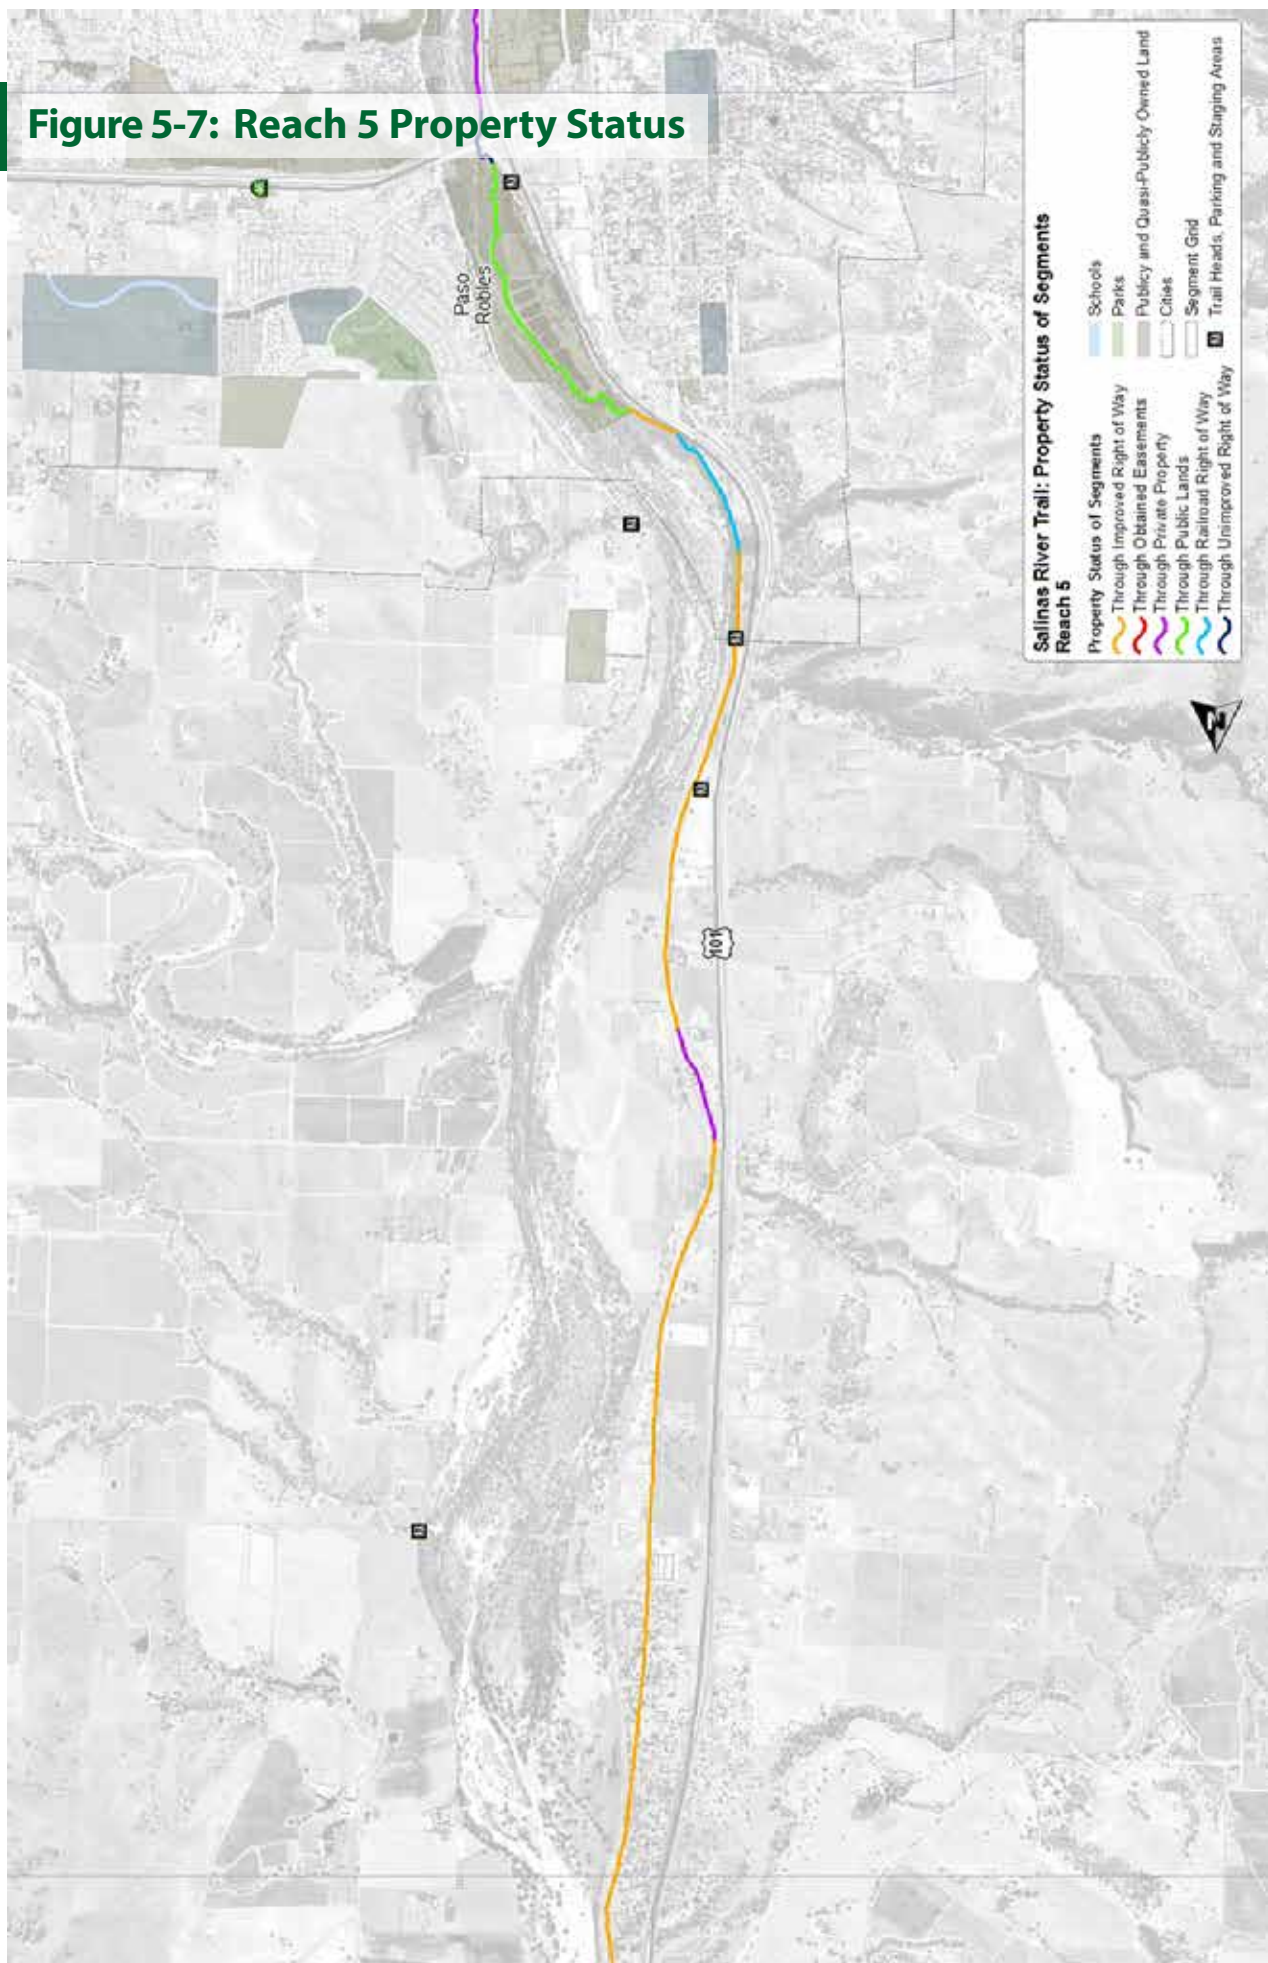 Figure 5-7: Reach 5 Property Status
Paso
Robles
101
Salinas River Trail: Property Status of Segments
Reach 5
Property Status of Segments
Through Improved Right of Way
Through Obtained Easements
Through Private Property
Through Public Lands
Through Railroad Right of Way
Through Unimproved Right of Way
Schools
Parks
Publicy and Quasi-Publicly Owned Land
Cities
Segment Grid
Trail Heads, Parking and Staging Areas
N